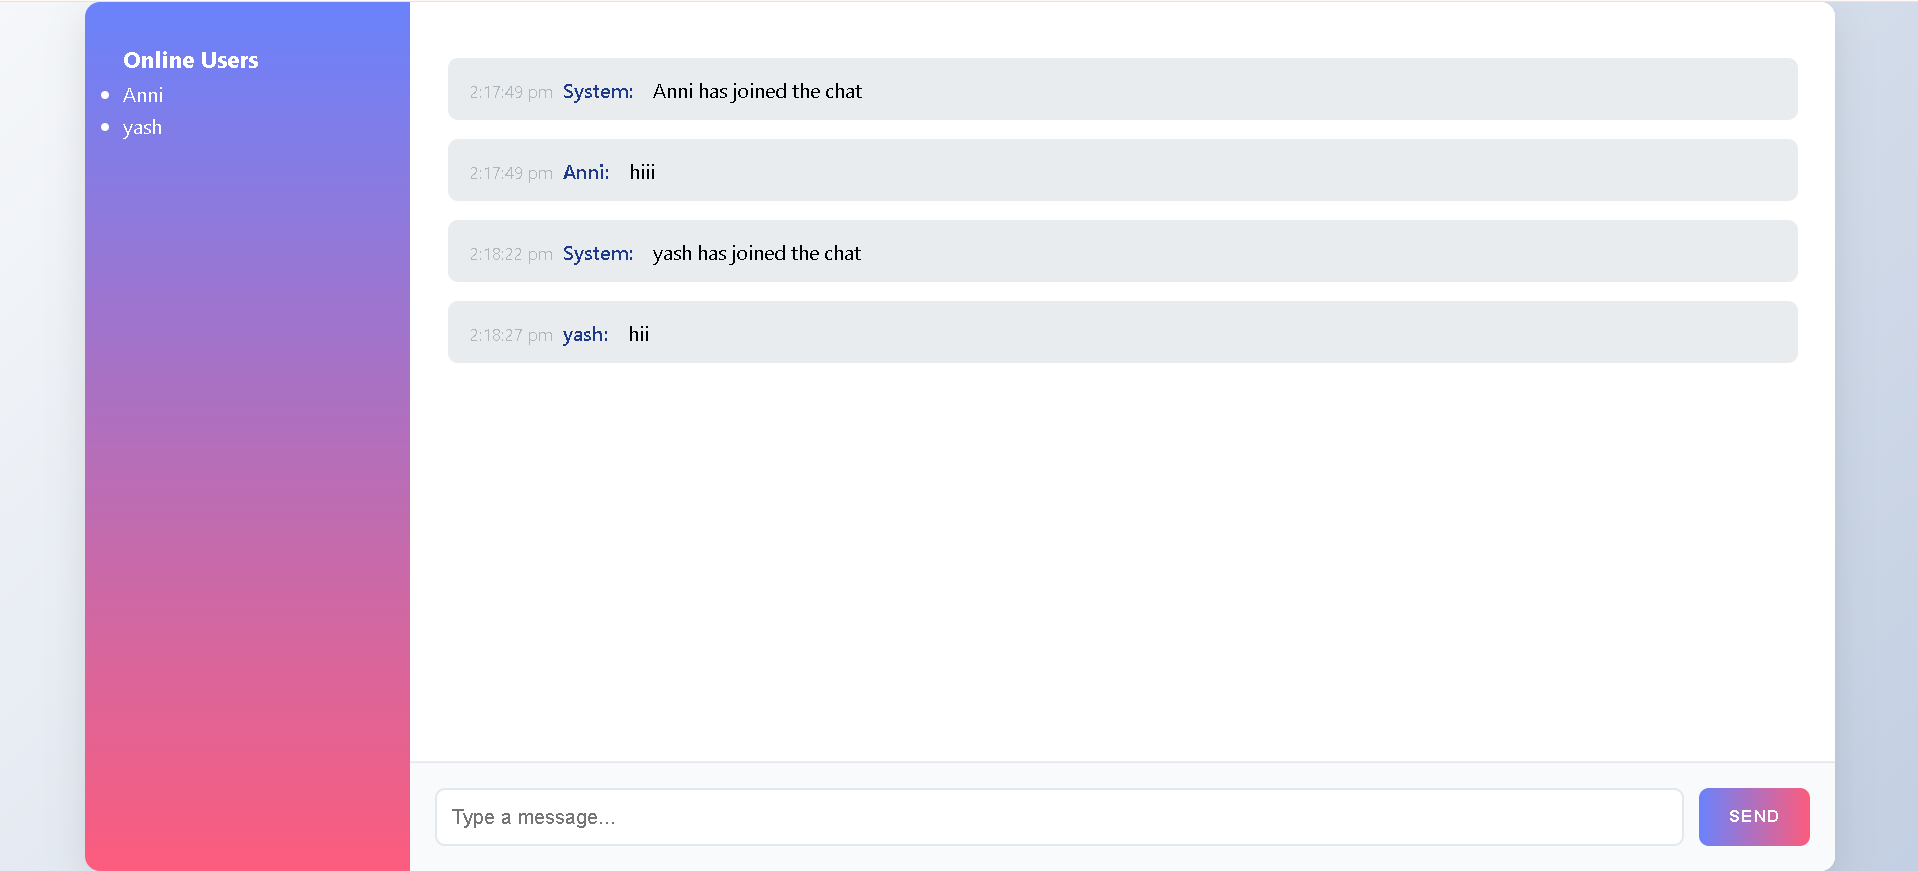 Online Users
Anni
yash
2:17:49 pm System: Anni has joined the chat
2:17:49 pm Anni: hiii
2:18:22 pm System: yash has joined the chat
2:18:27 pm yash: hii
Type a message...
SEND